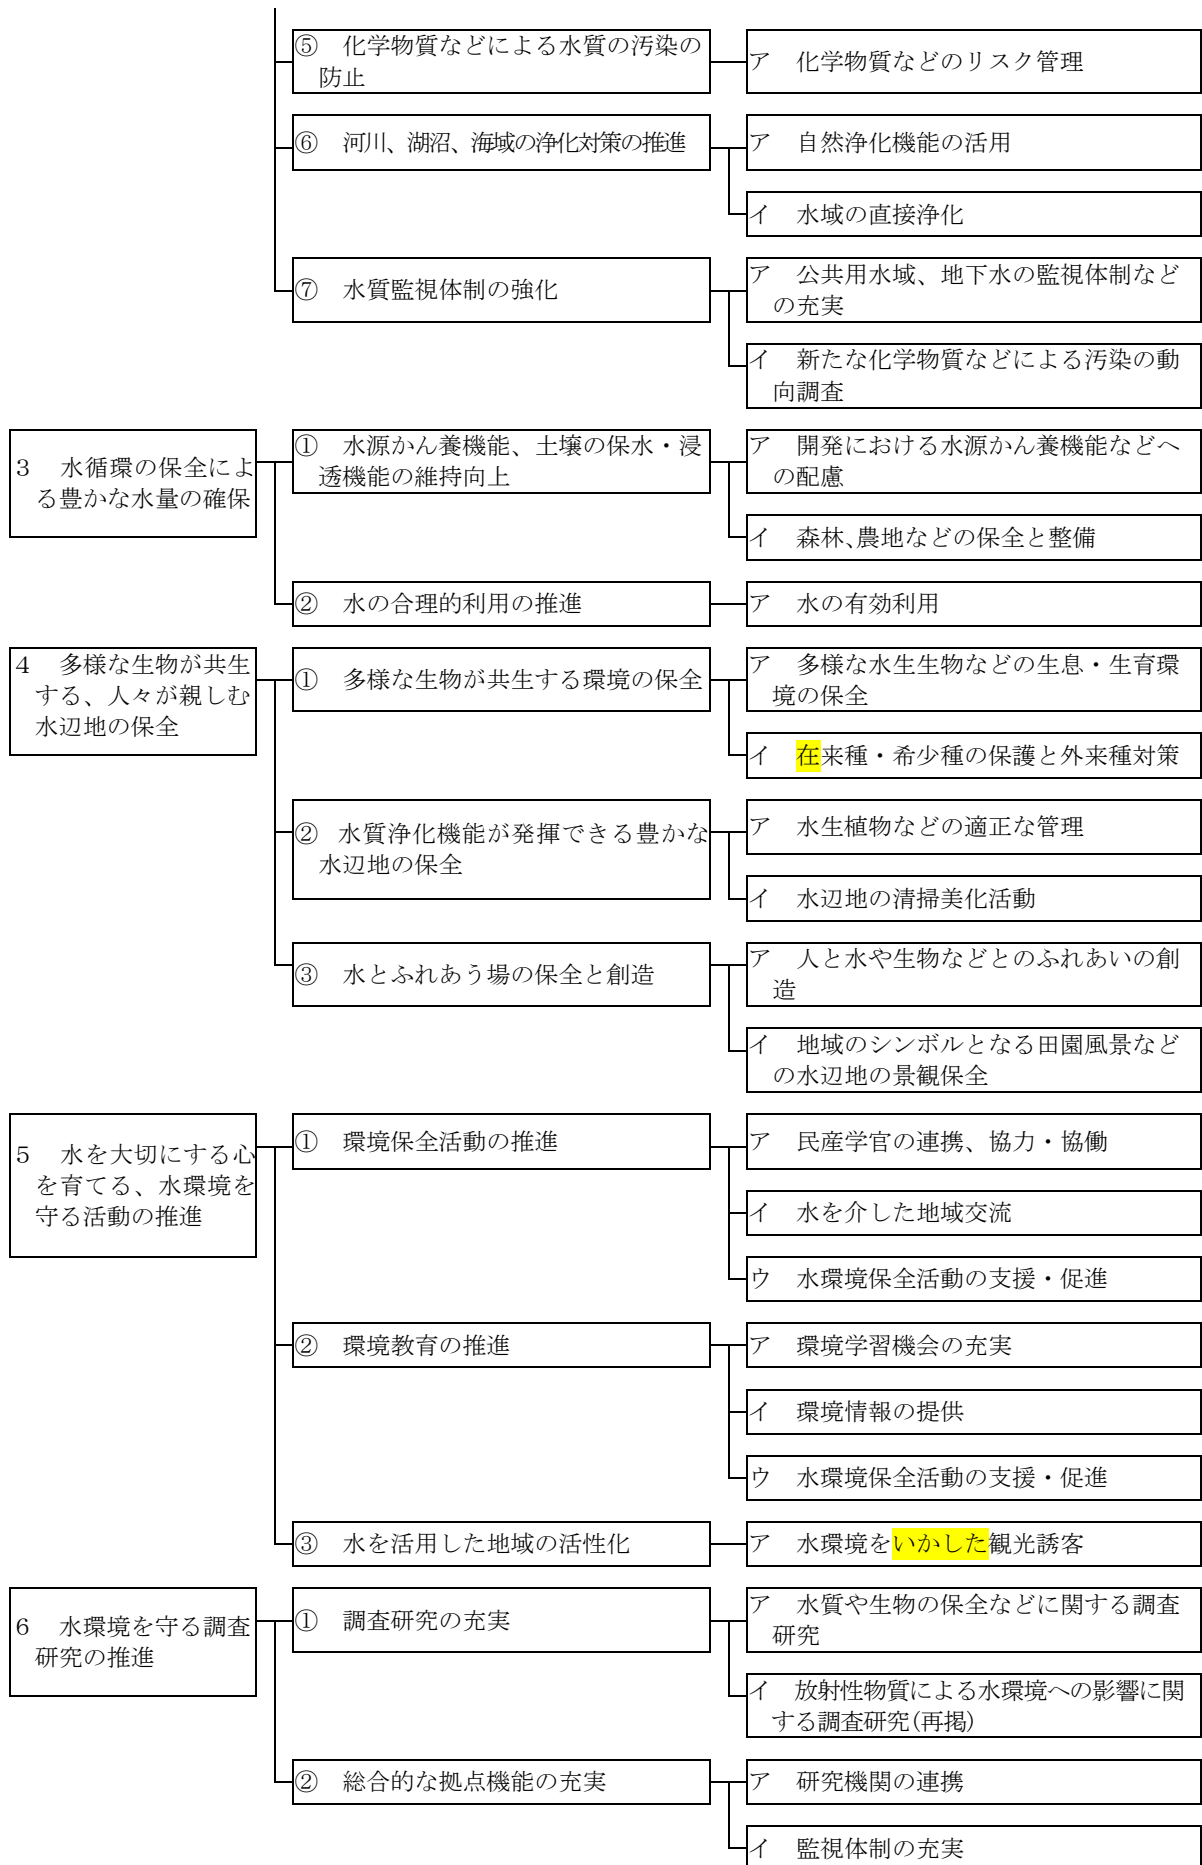 ⑤　化学物質などによる水質の汚染の
防止
ア　化学物質などのリスク管理
⑥　河川、湖沼、海域の浄化対策の推進
ア　自然浄化機能の活用
イ　水域の直接浄化
⑦　水質監視体制の強化
ア　公共用水域、地下水の監視体制など
の充実
イ　新たな化学物質などによる汚染の動
向調査
３　水循環の保全によ
る豊かな水量の確保
①　水源かん養機能、土壌の保水・浸
透機能の維持向上
ア　開発における水源かん養機能などへ
の配慮
イ　森林、農地などの保全と整備
②　水の合理的利用の推進
ア　水の有効利用
４　多様な生物が共生
する、人々が親しむ
水辺地の保全
①　多様な生物が共生する環境の保全
ア　多様な水生生物などの生息・生育環
境の保全
イ　在来種・希少種の保護と外来種対策
②　水質浄化機能が発揮できる豊かな
水辺地の保全
ア　水生植物などの適正な管理
イ　水辺地の清掃美化活動
③　水とふれあう場の保全と創造
ア　人と水や生物などとのふれあいの創
造
イ　地域のシンボルとなる田園風景など
の水辺地の景観保全
５　水を大切にする心
を育てる、水環境を
守る活動の推進
①　環境保全活動の推進
ア　民産学官の連携、協力・協働
イ　水を介した地域交流
ウ　水環境保全活動の支援・促進
②　環境教育の推進
ア　環境学習機会の充実
イ　環境情報の提供
ウ　水環境保全活動の支援・促進
③　水を活用した地域の活性化
ア　水環境をいかした観光誘客
６　水環境を守る調査
研究の推進
①　調査研究の充実
ア　水質や生物の保全などに関する調査
研究
イ　放射性物質による水環境への影響に関
する調査研究(再掲)
②　総合的な拠点機能の充実
ア　研究機関の連携
イ　監視体制の充実